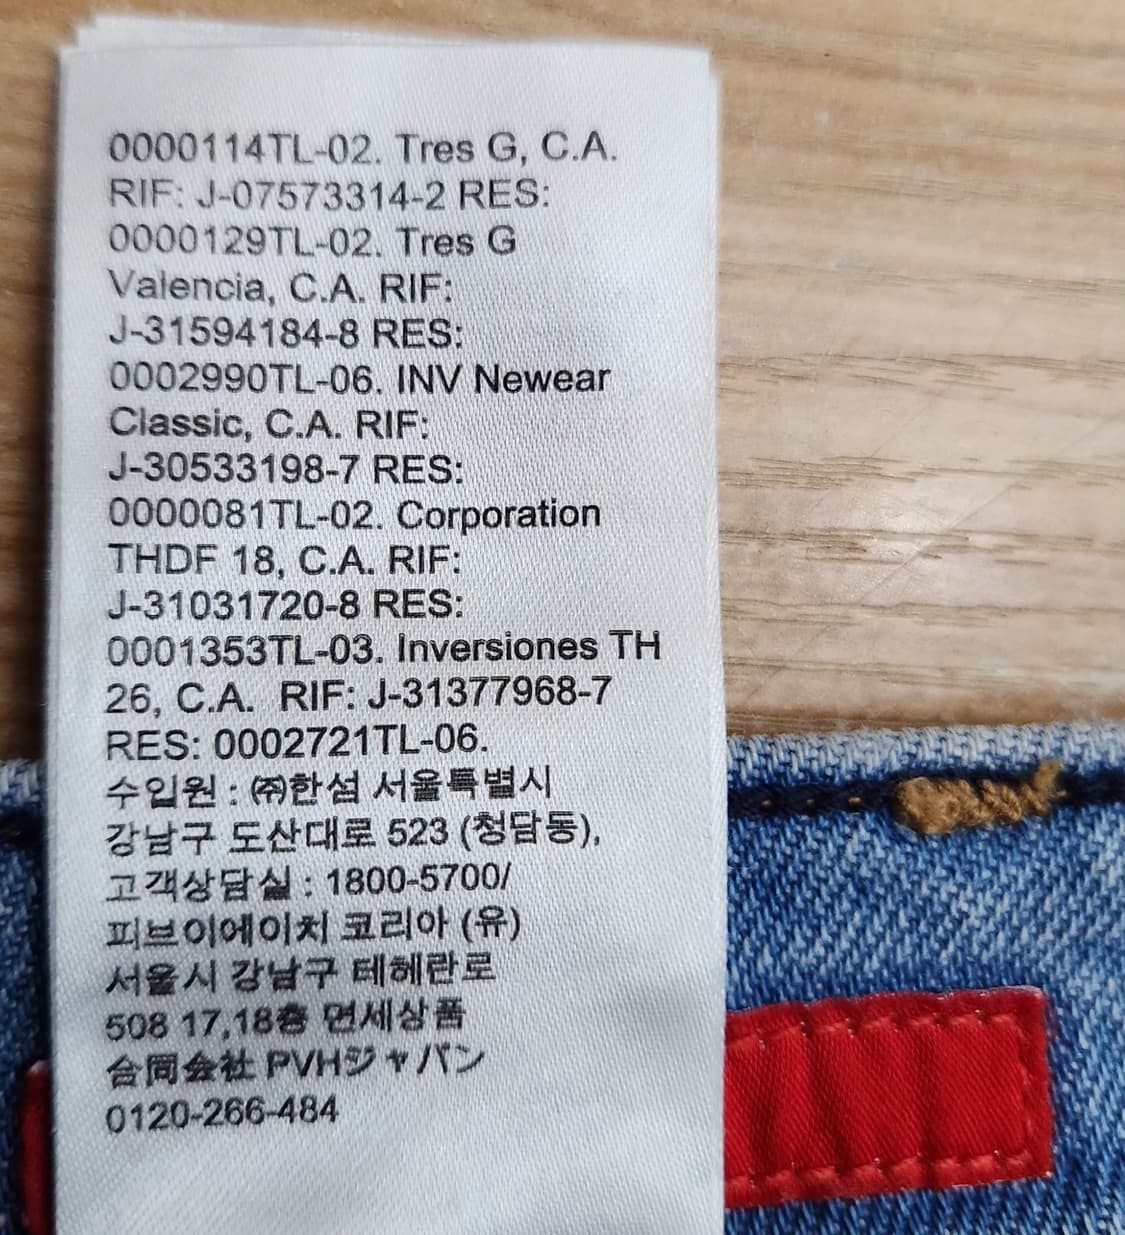 0000114TL-02. Tres G, C.A.
RIF: J-07573314-2 RES:
0000129TL-02. Tres G
Valencia, C.A. RIF:
J-31594184-8 RES:
0002990TL-06. INV Newear
Classic, C.A. RIF:
J-30533198-7 RES:
0000081TL-02. Corporation
THDF 18, C.A. RIF:
J-31031720-8 RES:
0001353TL-03. Inversiones TH
26, C.A.  RIF: J-31377968-7
RES: 0002721TL-06.
수입원 : ㈜한섬 서울특별시
강남구 도산대로 523 (청담동),
고객상담실 : 1800-5700/
피브이에이치 코리아 (유)
서울시 강남구 테헤란로
508 17,18층 면세상품
合同会社 PVHジャパン
0120-266-484